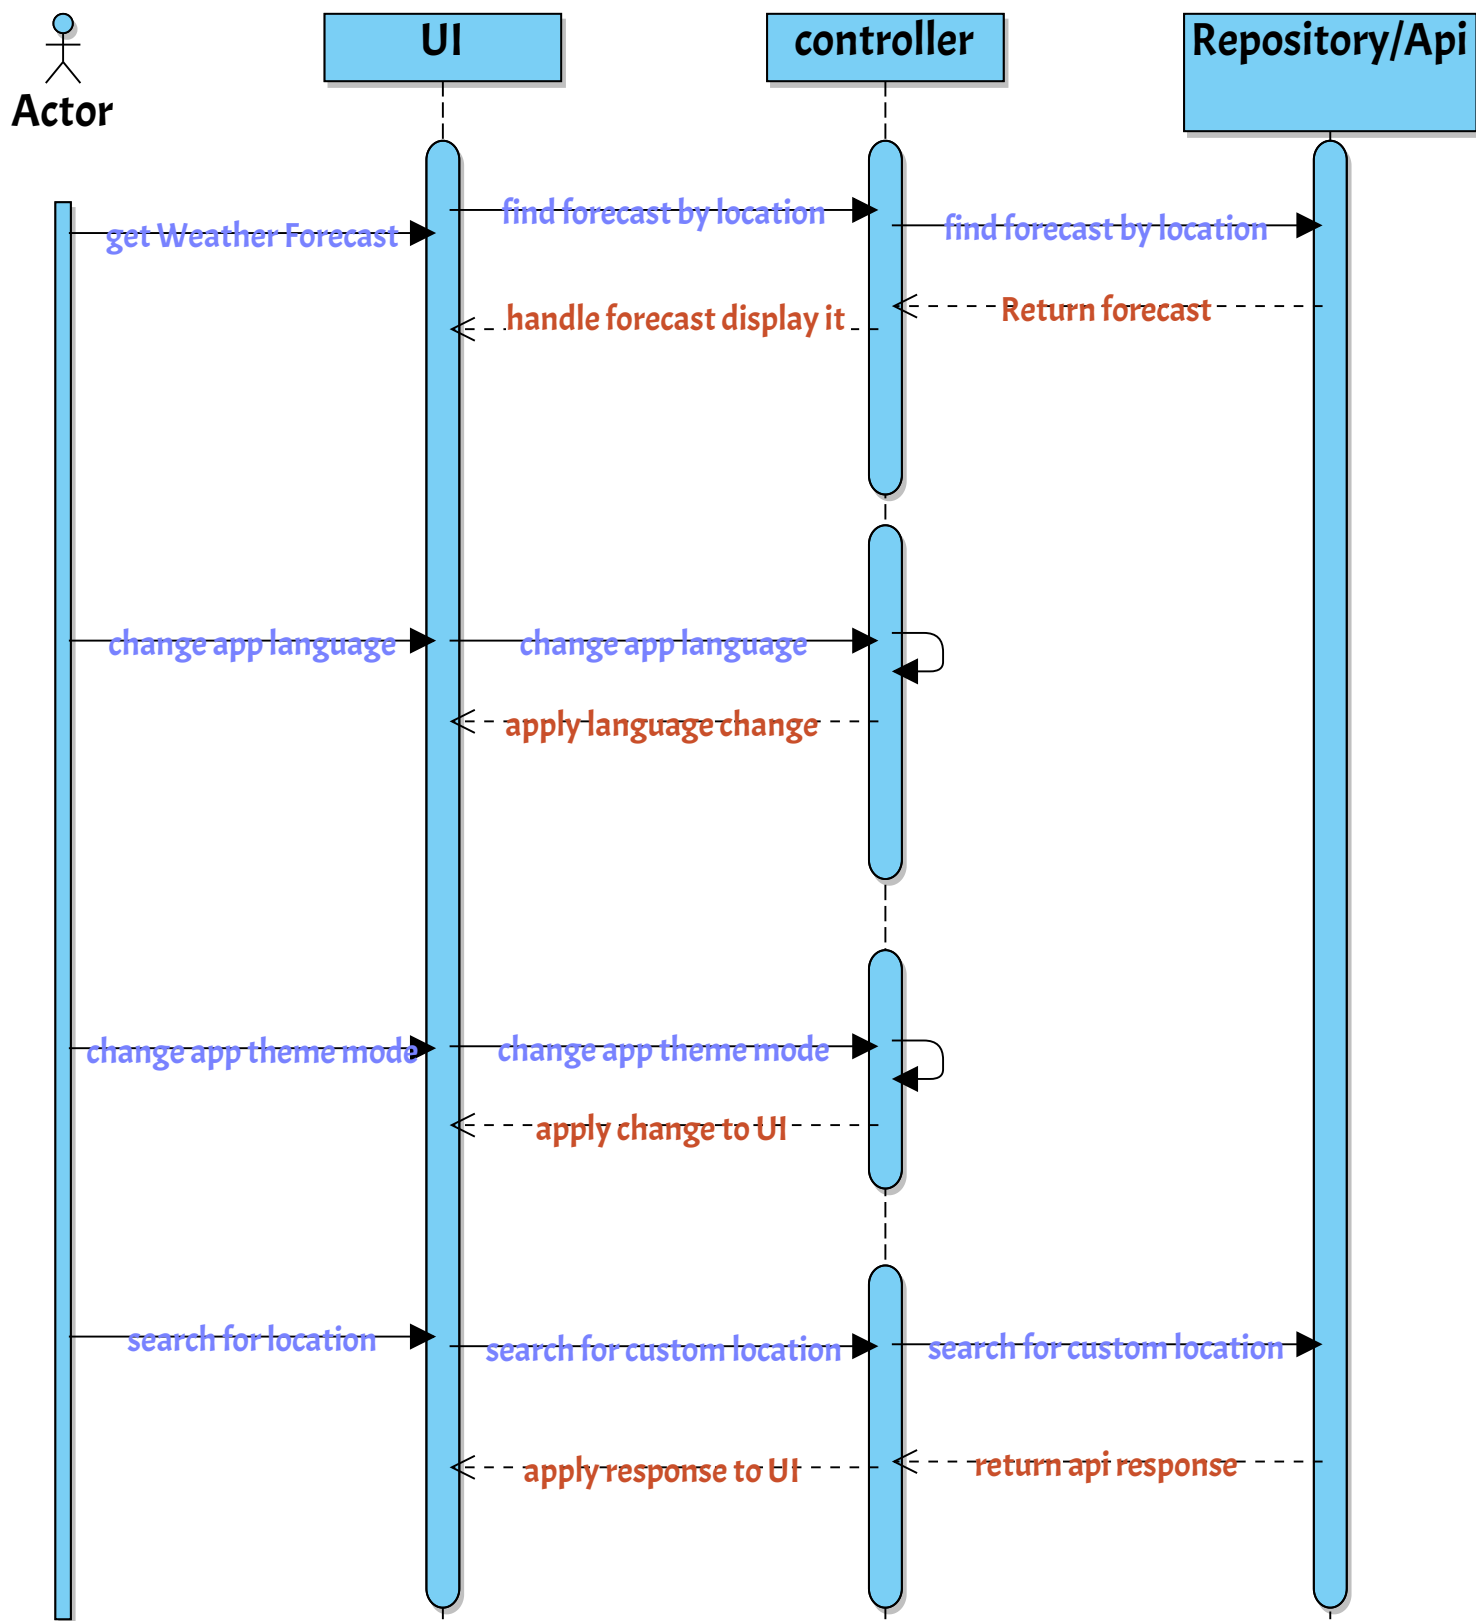 Actor
UI
controller
Repository/Api
get Weather Forecast
find forecast by location
find forecast by location
Return forecast
handle forecast display it
change app language
change app language
apply language change
change app theme mode
change app theme mode
apply change to UI
search for location
search for custom location
search for custom location
return api response
apply response to UI